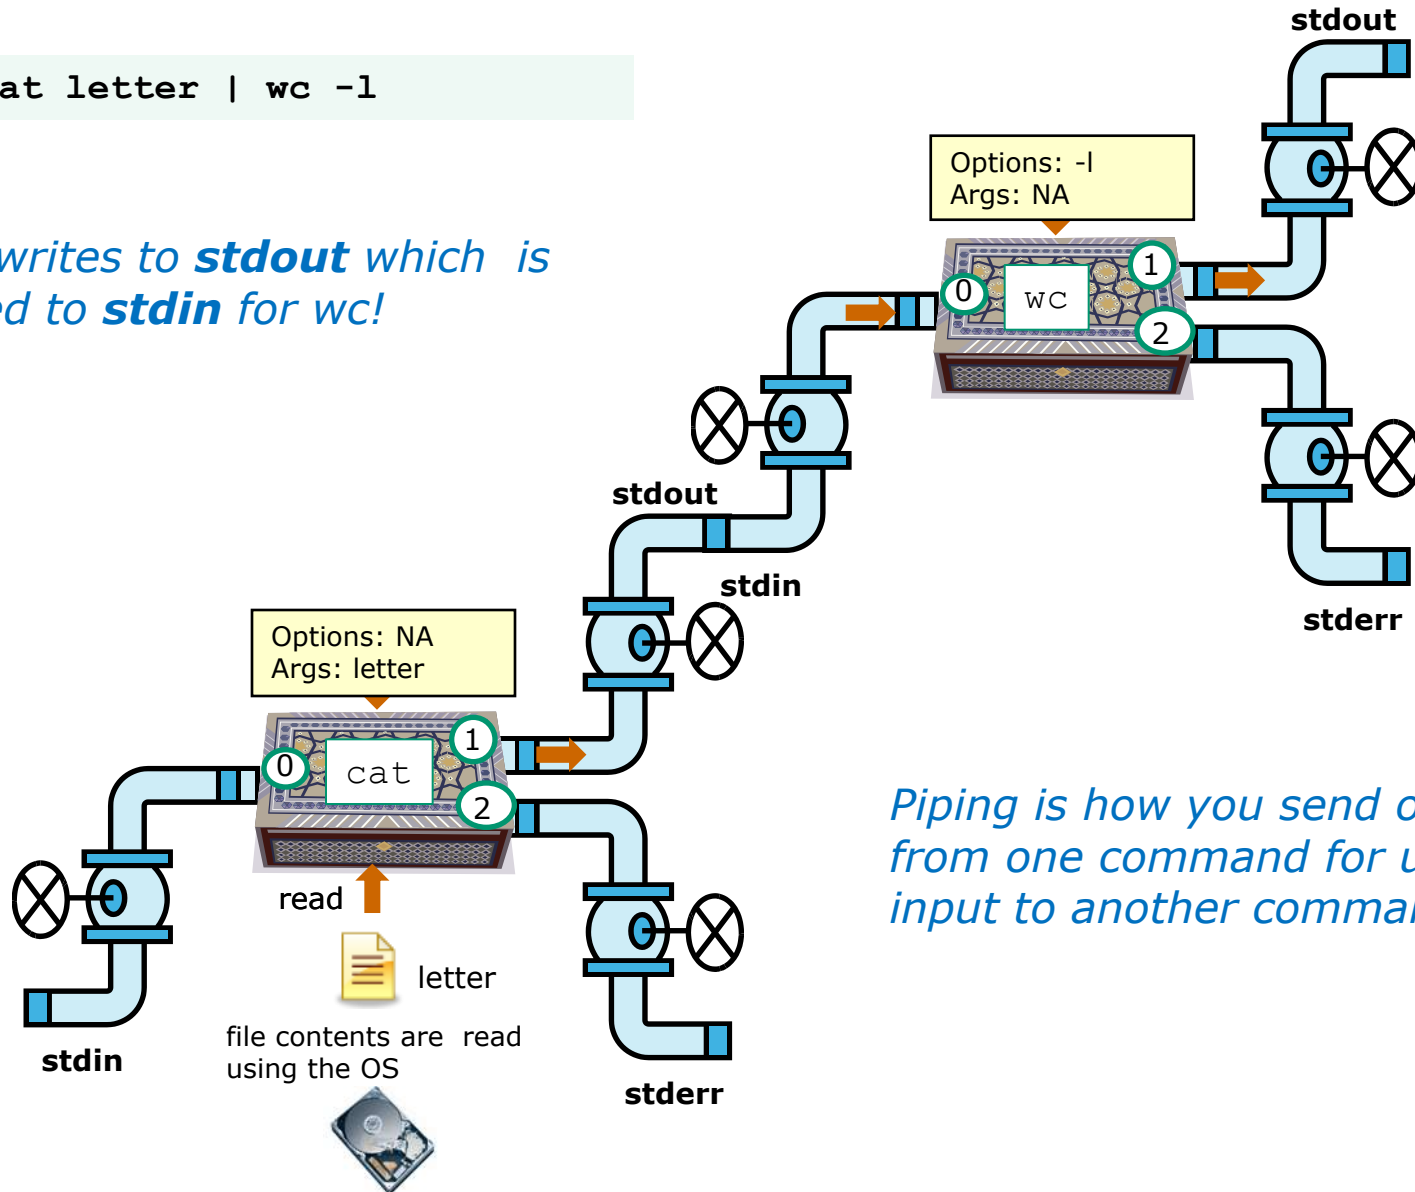 at letter | wc -l
writes to stdout which is
ed to stdin for wc!
stdout
Options: -l
Args: NA
0
wc
1
2
stdout
stdin
stderr
Options: NA
Args: letter
0
cat
1
2
read
letter
file contents are read
using the OS
stdin
stderr
Piping is how you send o
from one command for u
input to another comma